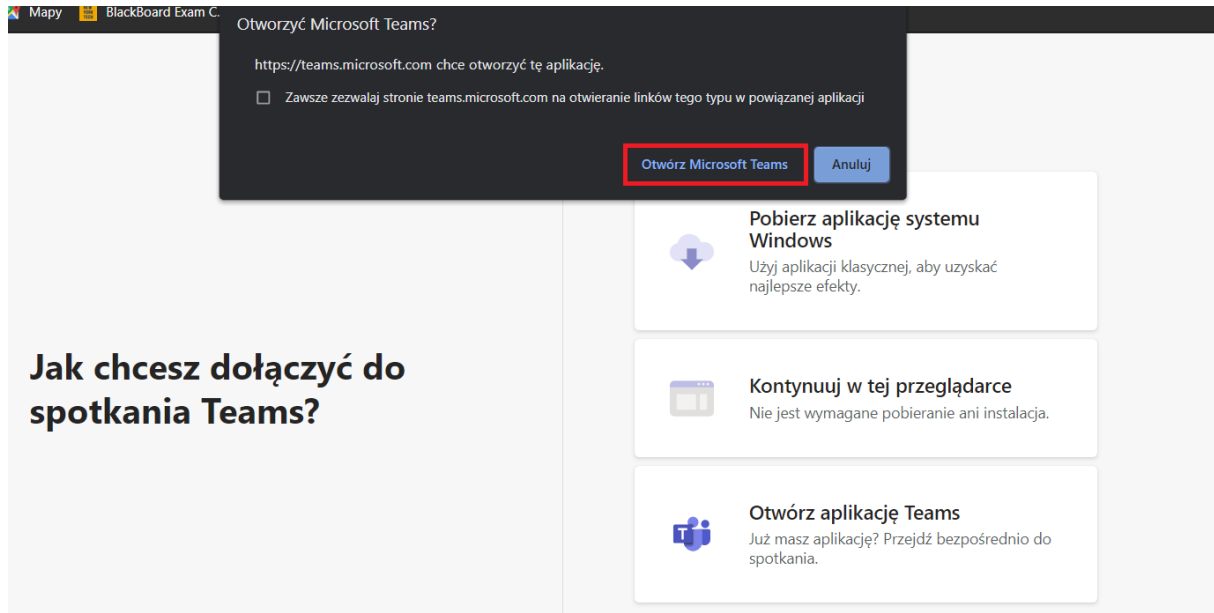 Mapy BlackBoard Exam C.
Otworzyć Microsoft Teams?
https://teams.microsoft.com chce otworzyć tę aplikację.
Zawsze zezwalaj stronie teams.microsoft.com na otwieranie linków tego typu w powiązanej aplikacji
Otwórz Microsoft Teams Anuluj
Jak chcesz dołączyć do
spotkania Teams?
Pobierz aplikację systemu
Windows
Użyj aplikacji klasycznej, aby uzyskać
najlepsze efekty.
Kontynuuj w tej przeglądarce
Nie jest wymagane pobieranie ani instalacja.
Otwórz aplikację Teams
Już masz aplikację? Przejdź bezpośrednio do
spotkania.